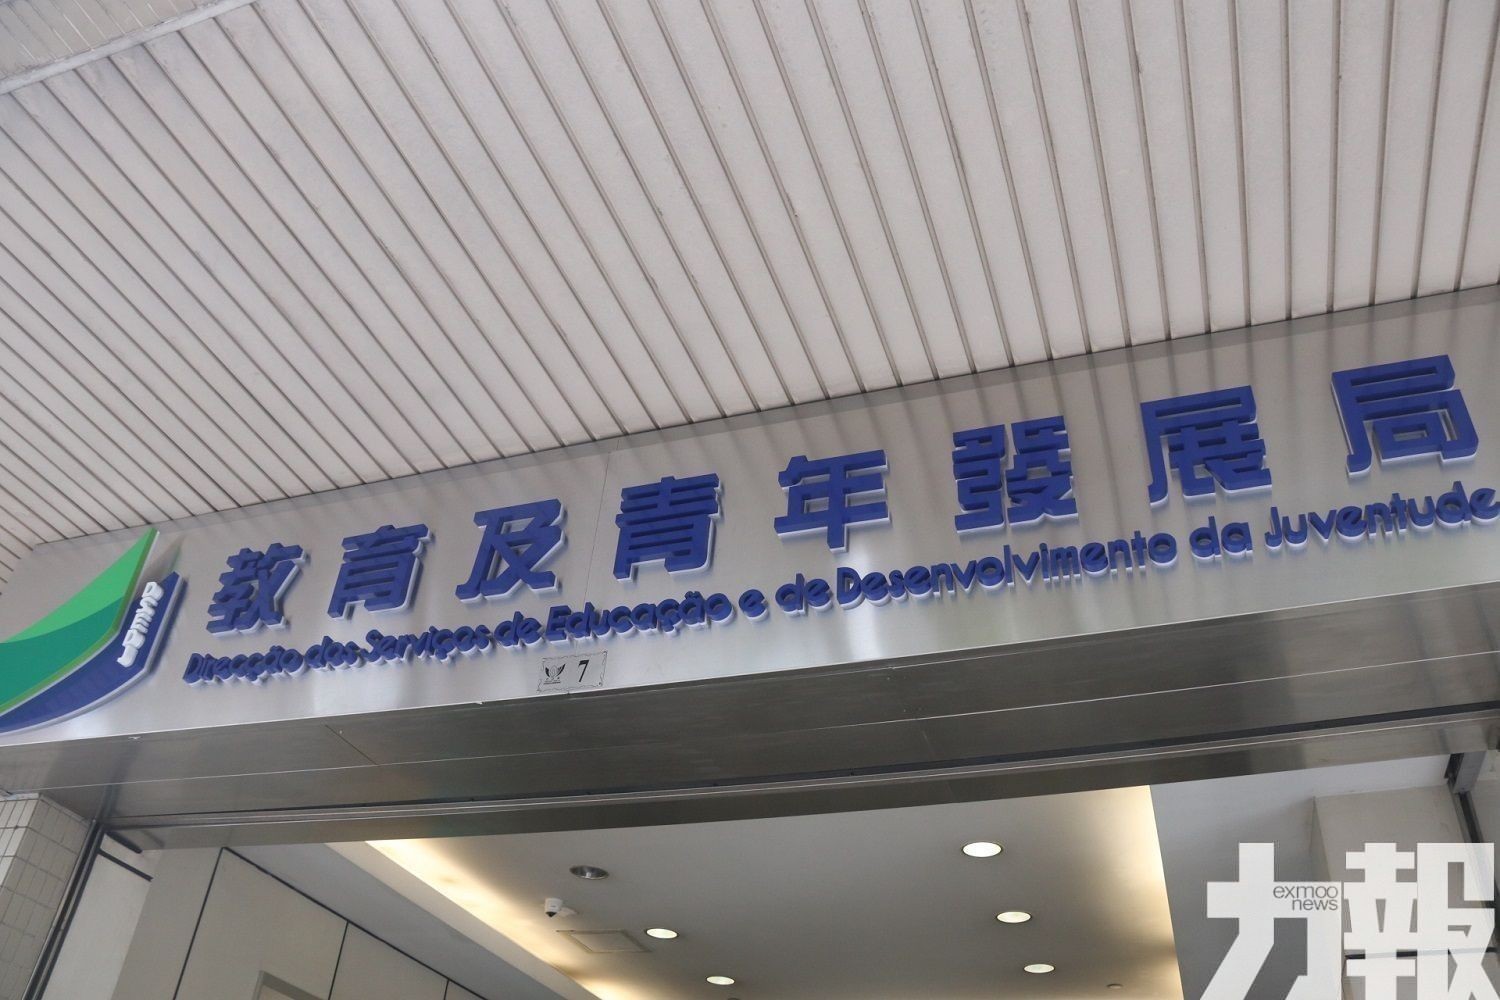 教育及青年發展局
Direcção dos Serviços de Educação e de Desenvolvimento da Juventude
7
力報
exmoo
news